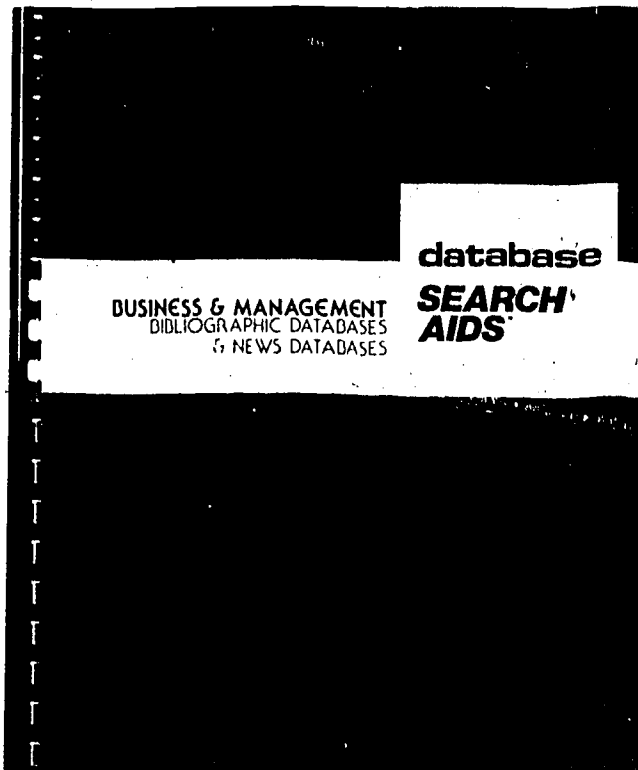 database
SEARCH
AIDS
BUSINESS & MANAGEMENT
BIBLIOGRAPHIC DATABASES
& NEWS DATABASES